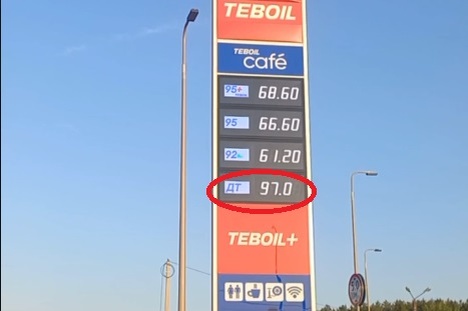 TEBOIL
TEBOIL
café
95+ 68.60
95 66.60
92 61.20
ДТ 97.0
TEBOIL+